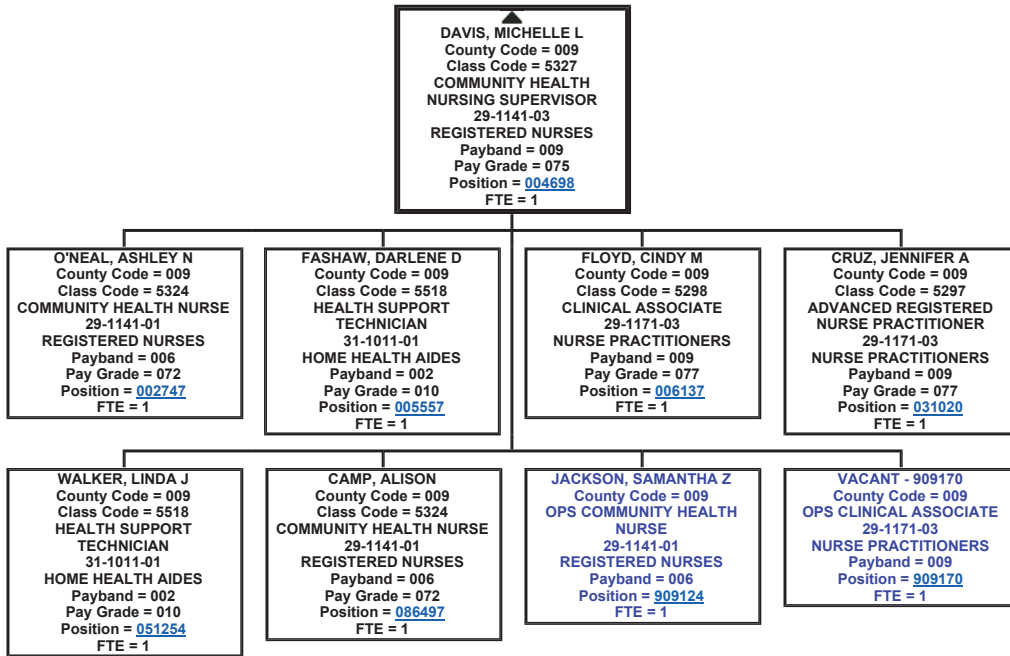 DAVIS, MICHELLE L
County Code = 009
Class Code = 5327
COMMUNITY HEALTH
NURSING SUPERVISOR
29-1141-03
REGISTERED NURSES
Payband = 009
Pay Grade = 075
Position = 004698
FTE = 1
O'NEAL, ASHLEY N
County Code = 009
Class Code = 5324
COMMUNITY HEALTH NURSE
29-1141-01
REGISTERED NURSES
Payband = 006
Pay Grade = 072
Position = 002747
FTE = 1
FASHAW, DARLENE D
County Code = 009
Class Code = 5518
HEALTH SUPPORT
TECHNICIAN
31-1011-01
HOME HEALTH AIDES
Payband = 002
Pay Grade = 010
Position = 005557
FTE = 1
FLOYD, CINDY M
County Code = 009
Class Code = 5298
CLINICAL ASSOCIATE
29-1171-03
NURSE PRACTITIONERS
Payband = 009
Pay Grade = 077
Position = 006137
FTE = 1
CRUZ, JENNIFER A
County Code = 009
Class Code = 5297
ADVANCED REGISTERED
NURSE PRACTITIONER
29-1171-03
NURSE PRACTITIONERS
Payband = 009
Pay Grade = 077
Position = 031020
FTE = 1
WALKER, LINDA J
County Code = 009
Class Code = 5518
HEALTH SUPPORT
TECHNICIAN
31-1011-01
HOME HEALTH AIDES
Payband = 002
Pay Grade = 010
Position = 051254
FTE = 1
CAMP, ALISON
County Code = 009
Class Code = 5324
COMMUNITY HEALTH NURSE
29-1141-01
REGISTERED NURSES
Payband = 006
Pay Grade = 072
Position = 086497
FTE = 1
JACKSON, SAMANTHA Z
County Code = 009
OPS COMMUNITY HEALTH
NURSE
29-1141-01
REGISTERED NURSES
Payband = 006
Position = 909124
FTE = 1
VACANT - 909170
County Code = 009
OPS CLINICAL ASSOCIATE
29-1171-03
NURSE PRACTITIONERS
Payband = 009
Position = 909170
FTE = 1